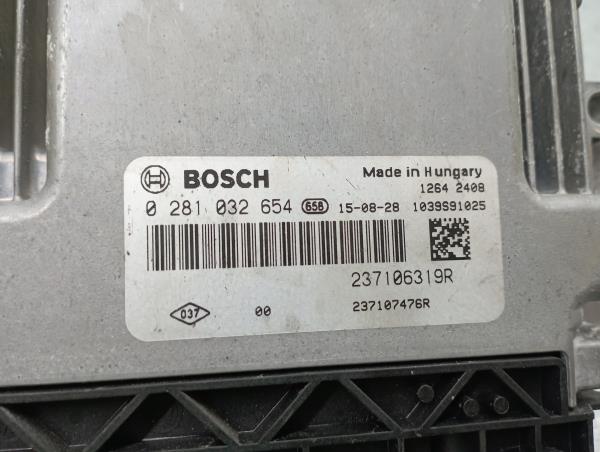 BOSCH Made in Hungary
1264 2408
0 281 032 654 658 15-08-28 1039S91025
237106319R
037 00 237107476R